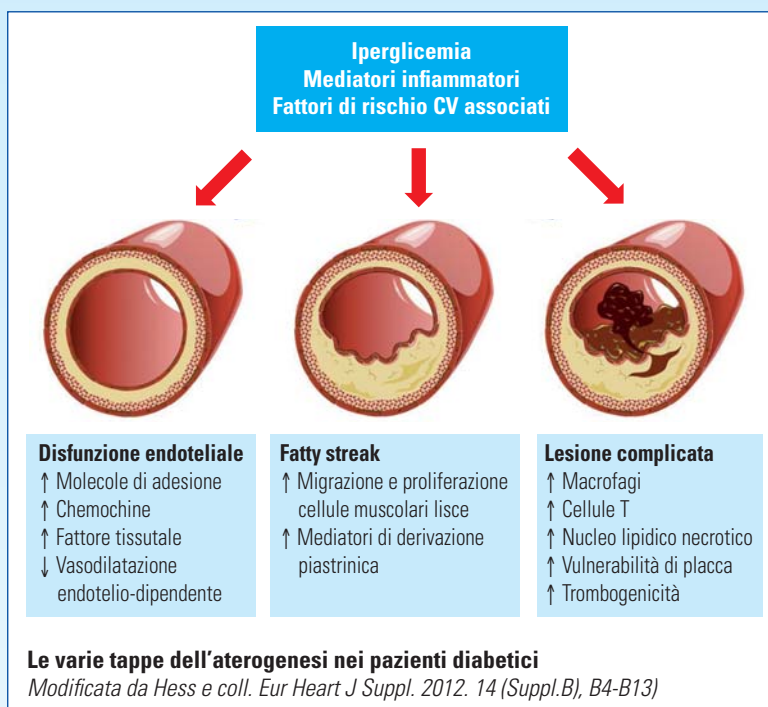 Iperglicemia
Mediatori infiammatori
Fattori di rischio CV associati
Disfunzione endoteliale
↑ Molecole di adesione
↑ Chemochine
↑ Fattore tissutale
↓ Vasodilatazione
endotelio-dipendente
Fatty streak
↑ Migrazione e proliferazione
cellule muscolari lisce
↑ Mediatori di derivazione
piastrinica
Lesione complicata
↑ Macrofagi
↑ Cellule T
↑ Nucleo lipidico necrotico
↑ Vulnerabilità di placca
↑ Trombogenicità
Le varie tappe dell’aterogenesi nei pazienti diabetici
Modificata da Hess e coll. Eur Heart J Suppl. 2012. 14 (Suppl.B), B4-B13)